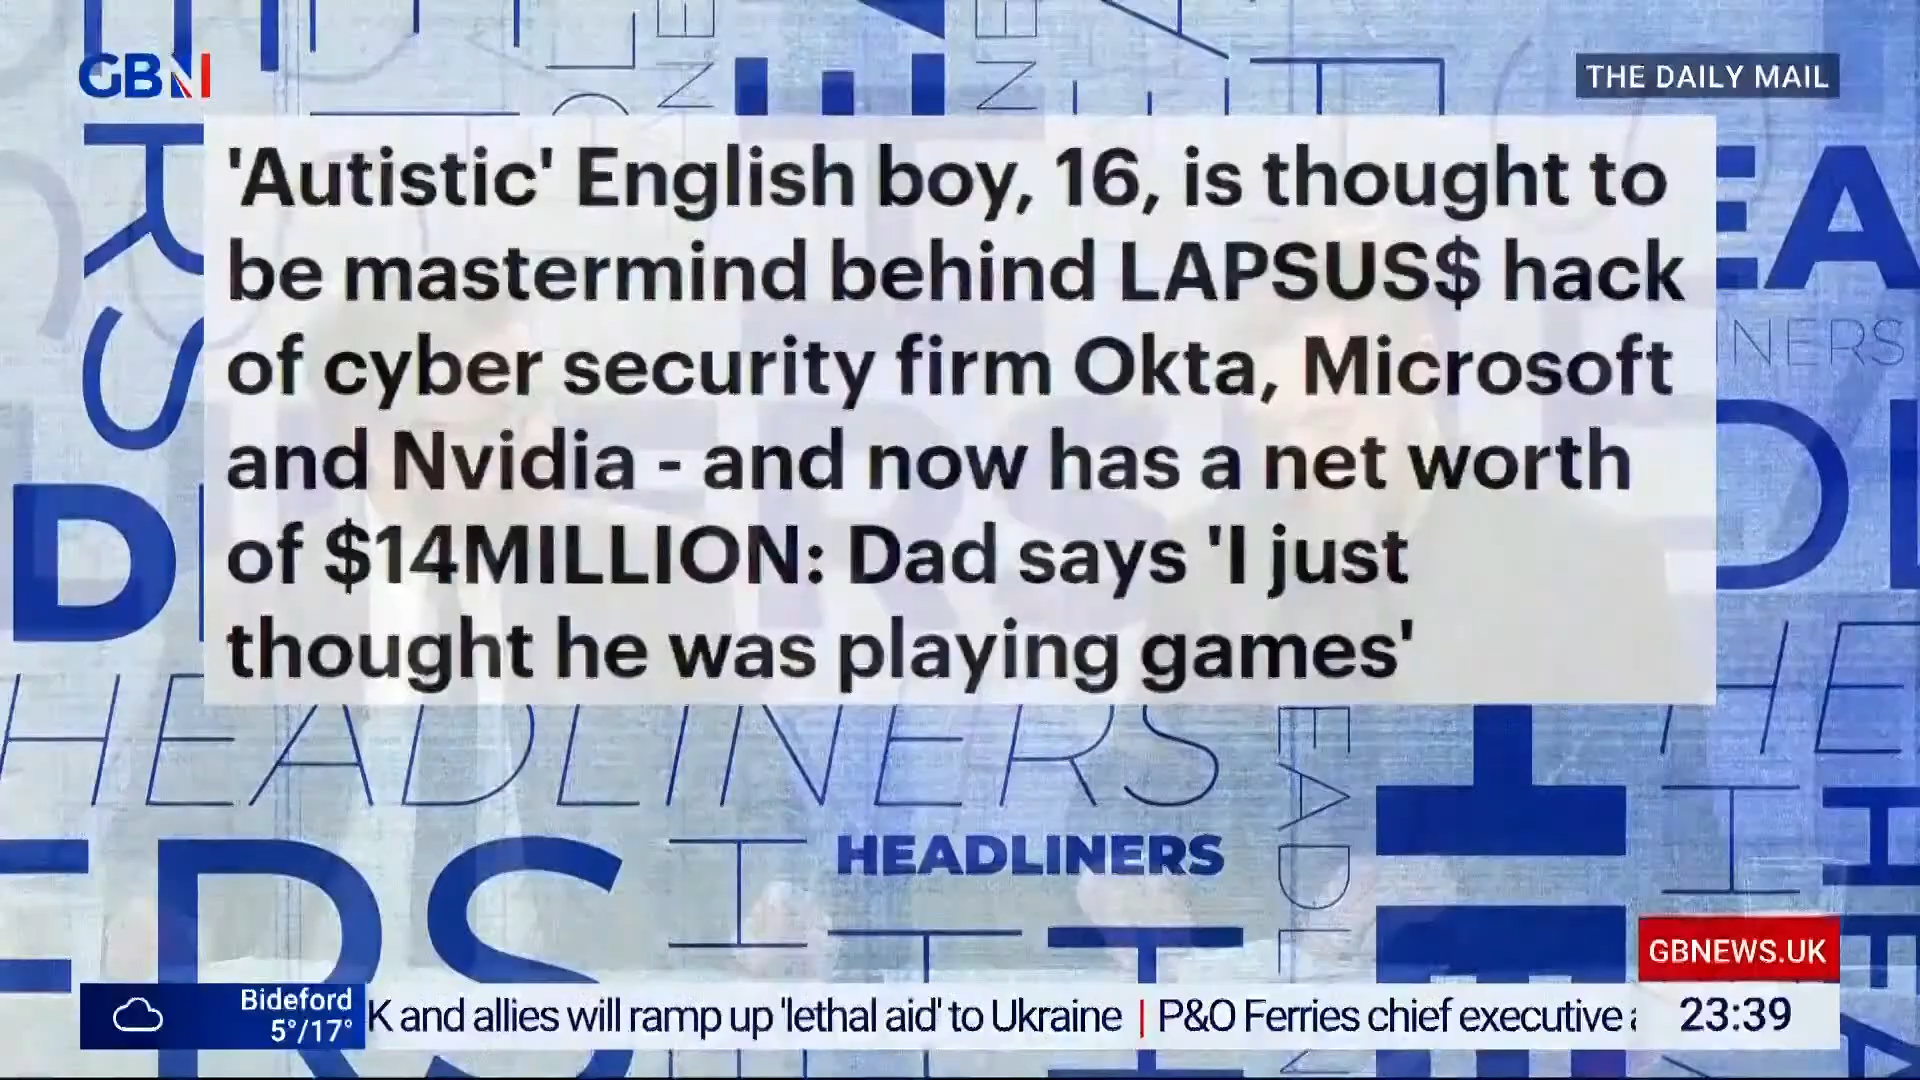 GBN
THE DAILY MAIL
'Autistic' English boy, 16, is thought to
be mastermind behind LAPSUS$ hack
of cyber security firm Okta, Microsoft
and Nvidia - and now has a net worth
of $14MILLION: Dad says 'I just
thought he was playing games'
HEADLINERS
HEADLINERS
GBNEWS.UK
Bideford
5°/17°
K and allies will ramp up 'lethal aid' to Ukraine | P&O Ferries chief executive
23:39